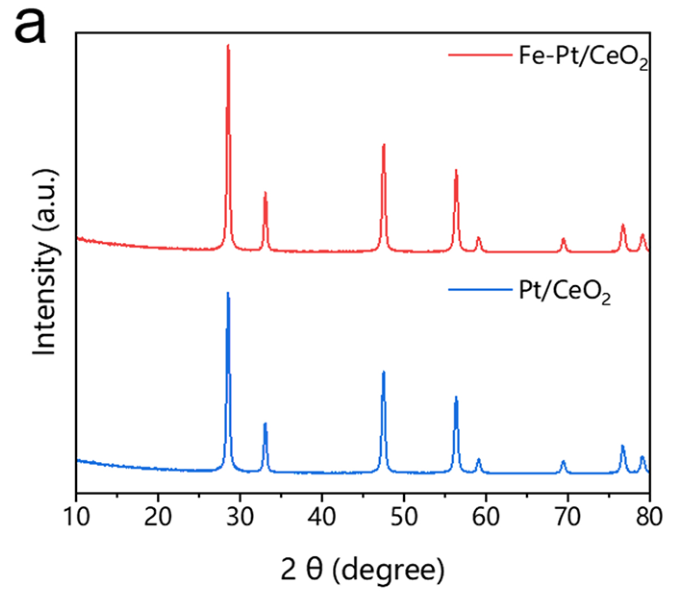 a
Fe-Pt/CeO₂
Pt/CeO₂
Intensity (a.u.)
10 20 30 40 50 60 70 80
2 θ (degree)